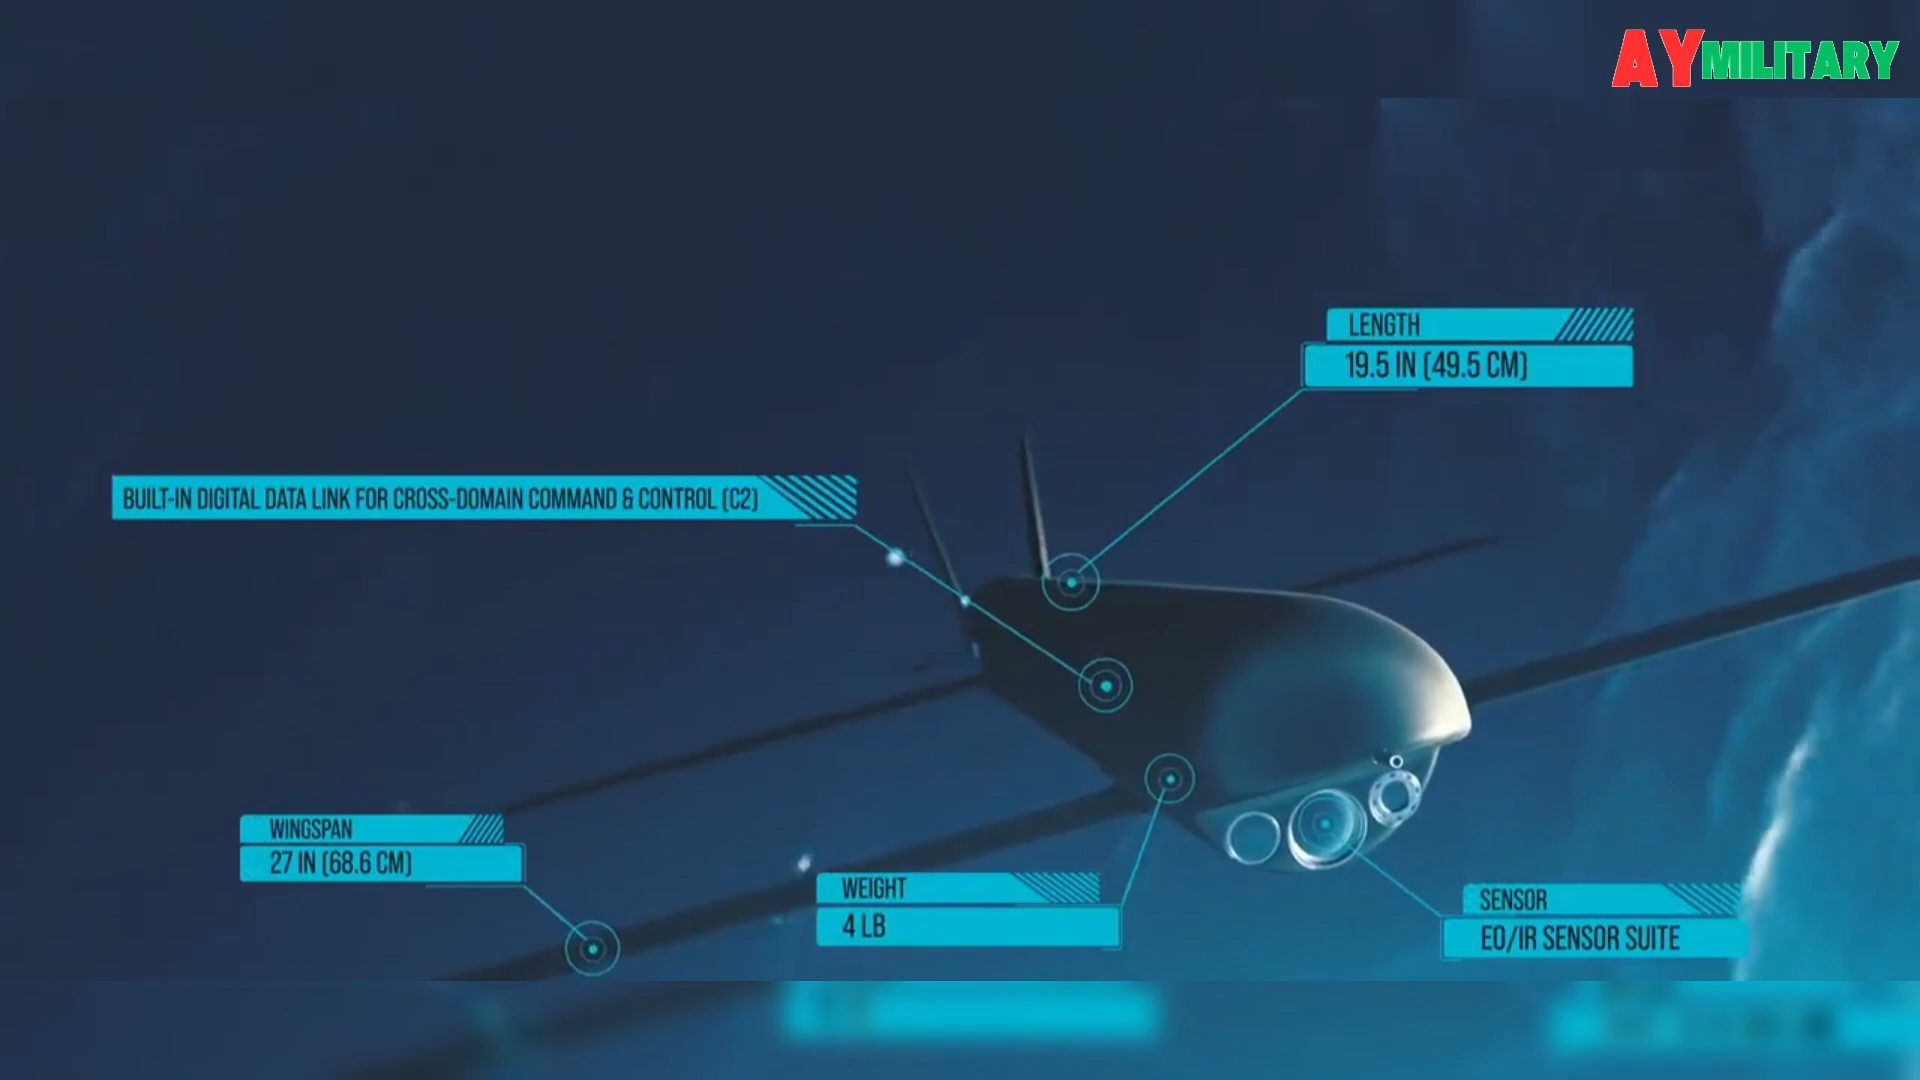 AYMILITARY
LENGTH
19.5 IN (49.5 CM)
BUILT-IN DIGITAL DATA LINK FOR CROSS-DOMAIN COMMAND & CONTROL (C2)
WINGSPAN
27 IN (68.6 CM)
WEIGHT
4 LB
SENSOR
EO/IR SENSOR SUITE